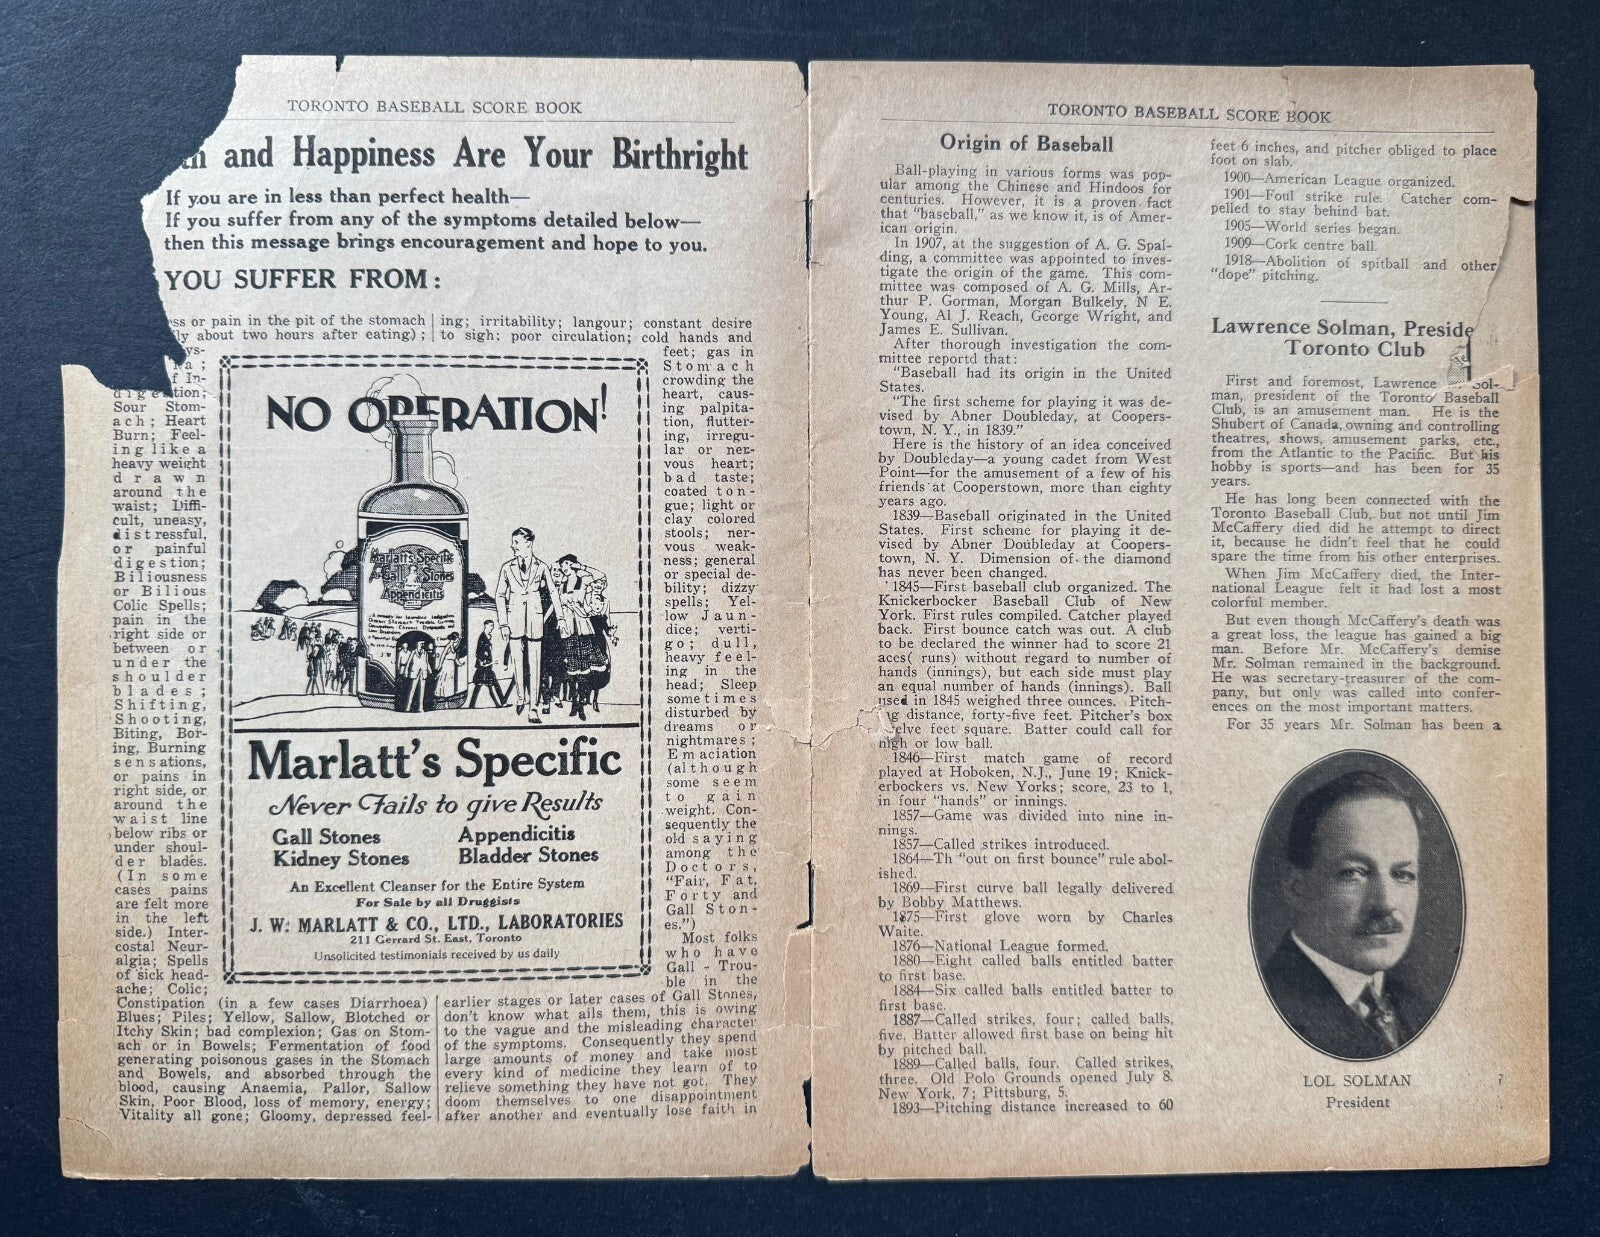 TORONTO BASEBALL SCORE BOOK
and Happiness Are Your Birthright
If you are in less than perfect health—
If you suffer from any of the symptoms detailed below—
then this message brings encouragement and hope to you.
YOU SUFFER FROM:
or pain in the pit of the stomach
about two hours after eating);
tion;
Sour Stom-
ach; Heart
Burn; Feel-
ing like a
heavy weight
drawn
around the
waist; Diffi-
cult, uneasy,
distressful,
or painful
digestion;
Biliousness
or Bilious
Colic Spells;
pain in the
right side or
between or
under the
shoulder
blades;
Shifting,
Shooting,
Biting, Bor-
ing, Burning
sensations,
or pains in
right side, or
around the
waist line
below ribs or
under shoul-
der blades.
(In some
cases pains
are felt more
in the left
side.) Inter-
costal Neur-
algia; Spells
of sick head-
ache; Colic;
Constipation (in a few cases Diarrhoea)
Blues; Piles; Yellow, Sallow, Blotched or
Itchy Skin; bad complexion; Gas on Stom-
ach or in Bowels; Fermentation of food
generating poisonous gases in the Stomach
and Bowels, and absorbed through the
blood, causing Anaemia, Pallor, Sallow
Skin, Poor Blood, loss of memory, energy;
Vitality all gone; Gloomy, depressed feel-
ing; irritability; langour; constant desire
to sigh; poor circulation; cold hands and
feet; gas in
Stomach
crowding the
heart, caus-
ing palpita-
tion, flutter-
ing, irregu-
lar or ner-
vous heart;
bad taste;
coated ton-
gue; light or
clay colored
stools; ner-
vous weak-
ness; general
or special de-
bility; dizzy
spells; Yel-
low Jaun-
dice; verti-
go; dull,
heavy feel-
ing in the
head; Sleep
sometimes
disturbed by
dreams or
nightmares;
Emaciation
(although
some seem
to gain
weight. Con-
sequently the
old saying
among the
Doctors,
"Fair, Fat,
Forty and
Gall Ston-
es.")
Most folks
who have
Gall - Trou-
ble in the
earlier stages or later cases of Gall Stones,
don't know what ails them, this is owing
to the vague and the misleading character
of the symptoms. Consequently they spend
large amounts of money and take most
every kind of medicine they learn of to
relieve something they have not got. They
doom themselves to one disappointment
after another and eventually lose faith in
NO OPERATION!
Marlatt's Specific
for Gall Stones
Appendicitis
Marlatt's Specific
Never Fails to give Results
Gall Stones Appendicitis
Kidney Stones Bladder Stones
An Excellent Cleanser for the Entire System
For Sale by all Druggists
J. W. MARLATT & CO., LTD., LABORATORIES
211 Gerrard St. East, Toronto
Unsolicited testimonials received by us daily
TORONTO BASEBALL SCORE BOOK
Origin of Baseball
Ball-playing in various forms was pop-
ular among the Chinese and Hindoos for
centuries. However, it is a proven fact
that "baseball," as we know it, is of Amer-
ican origin.
In 1907, at the suggestion of A. G. Spal-
ding, a committee was appointed to inves-
tigate the origin of the game. This com-
mittee was composed of A. G. Mills, Ar-
thur P. Gorman, Morgan Bulkely, N E.
Young, Al J. Reach, George Wright, and
James E. Sullivan.
After thorough investigation the com-
mittee reportd that:
"Baseball had its origin in the United
States.
"The first scheme for playing it was de-
vised by Abner Doubleday, at Coopers-
town, N. Y., in 1839."
Here is the history of an idea conceived
by Doubleday—a young cadet from West
Point—for the amusement of a few of his
friends at Cooperstown, more than eighty
years ago.
1839—Baseball originated in the United
States. First scheme for playing it de-
vised by Abner Doubleday at Coopers-
town, N. Y. Dimension of the diamond
has never been changed.
1845—First baseball club organized. The
Knickerbocker Baseball Club of New
York. First rules compiled. Catcher played
back. First bounce catch was out. A club
to be declared the winner had to score 21
aces( runs) without regard to number of
hands (innings), but each side must play
an equal number of hands (innings). Ball
used in 1845 weighed three ounces. Pitch-
ng distance, forty-five feet. Pitcher's box
elve feet square. Batter could call for
high or low ball.
1846—First match game of record
played at Hoboken, N.J., June 19; Knick-
erbockers vs. New Yorks; score, 23 to 1,
in four "hands" or innings.
1857—Game was divided into nine in-
nings.
1857—Called strikes introduced.
1864—Th "out on first bounce" rule abol-
ished.
1869—First curve ball legally delivered
by Bobby Matthews.
1875—First glove worn by Charles
Waite.
1876—National League formed.
1880—Eight called balls entitled batter
to first base.
1884—Six called balls entitled batter to
first base.
1887—Called strikes, four; called balls,
five. Batter allowed first base on being hit
by pitched ball.
1889—Called balls, four. Called strikes,
three. Old Polo Grounds opened July 8.
New York, 7; Pittsburg, 5.
1893—Pitching distance increased to 60
feet 6 inches, and pitcher obliged to place
foot on slab.
1900—American League organized.
1901—Foul strike rule. Catcher com-
pelled to stay behind bat.
1905—World series began.
1909—Cork centre ball.
1918—Abolition of spitball and other
"dope" pitching.
Lawrence Solman, Preside
Toronto Club
First and foremost, Lawrence Sol-
man, president of the Toronto Baseball
Club, is an amusement man. He is the
Shubert of Canada, owning and controlling
theatres, shows, amusement parks, etc.,
from the Atlantic to the Pacific. But his
hobby is sports—and has been for 35
years.
He has long been connected with the
Toronto Baseball Club, but not until Jim
McCaffery died did he attempt to direct
it, because he didn't feel that he could
spare the time from his other enterprises.
When Jim McCaffery died, the Inter-
national League felt it had lost a most
colorful member.
But even though McCaffery's death was
a great loss, the league has gained a big
man. Before Mr. McCaffery's demise
Mr. Solman remained in the background.
He was secretary-treasurer of the com-
pany, but only was called into confer-
ences on the most important matters.
For 35 years Mr. Solman has been a
LOL SOLMAN
President